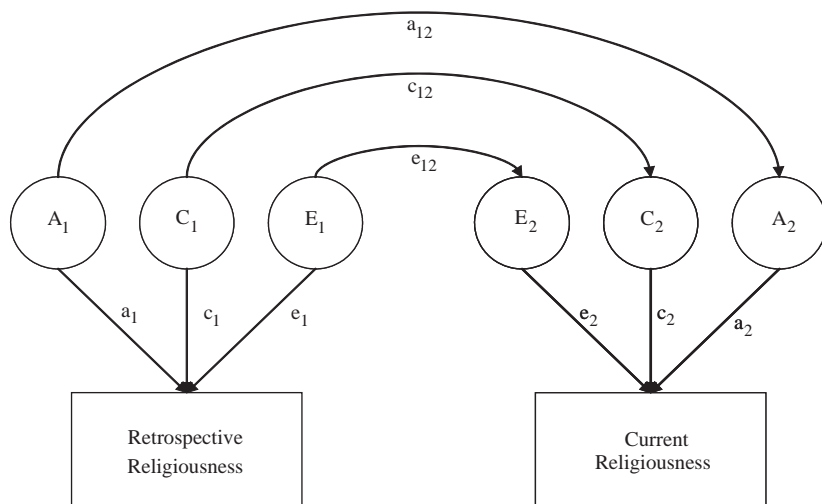 a12
c12
e12
A1 C1 E1 E2 C2 A2
a1 c1 e1 e2 c2 a2
Retrospective
Religiousness
Current
Religiousness